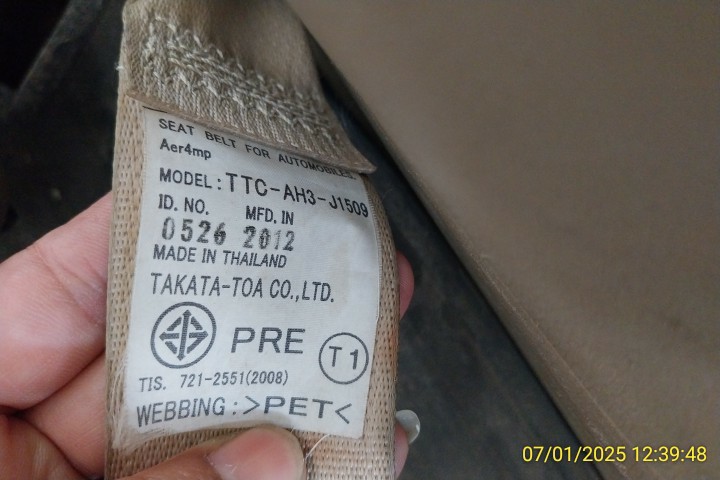 SEAT BELT FOR AUTOMOBILES
Aer4mp
MODEL : TTC-AH3-J1509
ID. NO. MFD. IN
0526 2012
MADE IN THAILAND
TAKATA-TOA CO.,LTD.
PRE T1
TIS. 721-2551(2008)
WEBBING : >PET<
07/01/2025 12:39:48